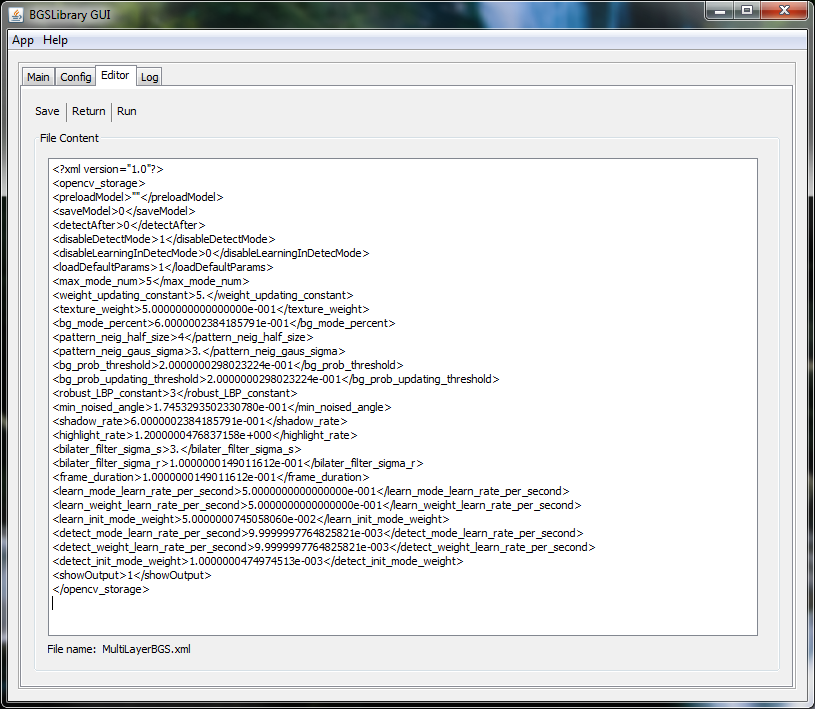 BGSLibrary GUI
App Help
Main Config Editor Log
Save Return Run
File Content
<?xml version="1.0"?>
<opencv_storage>
<preloadModel>""</preloadModel>
<saveModel>0</saveModel>
<detectAfter>0</detectAfter>
<disableDetectMode>1</disableDetectMode>
<disableLearningInDetecMode>0</disableLearningInDetecMode>
<loadDefaultParams>1</loadDefaultParams>
<max_mode_num>5</max_mode_num>
<weight_updating_constant>5.</weight_updating_constant>
<texture_weight>5.0000000000000000e-001</texture_weight>
<bg_mode_percent>6.0000002384185791e-001</bg_mode_percent>
<pattern_neig_half_size>4</pattern_neig_half_size>
<pattern_neig_gaus_sigma>3.</pattern_neig_gaus_sigma>
<bg_prob_threshold>2.0000000298023224e-001</bg_prob_threshold>
<bg_prob_updating_threshold>2.0000000298023224e-001</bg_prob_updating_threshold>
<robust_LBP_constant>3</robust_LBP_constant>
<min_noised_angle>1.7453293502330780e-001</min_noised_angle>
<shadow_rate>6.0000002384185791e-001</shadow_rate>
<highlight_rate>1.2000000476837158e+000</highlight_rate>
<bilater_filter_sigma_s>3.</bilater_filter_sigma_s>
<bilater_filter_sigma_r>1.0000000149011612e-001</bilater_filter_sigma_r>
<frame_duration>1.0000000149011612e-001</frame_duration>
<learn_mode_learn_rate_per_second>5.0000000000000000e-001</learn_mode_learn_rate_per_second>
<learn_weight_learn_rate_per_second>5.0000000000000000e-001</learn_weight_learn_rate_per_second>
<learn_init_mode_weight>5.0000000745058060e-002</learn_init_mode_weight>
<detect_mode_learn_rate_per_second>9.9999997764825821e-003</detect_mode_learn_rate_per_second>
<detect_weight_learn_rate_per_second>9.9999997764825821e-003</detect_weight_learn_rate_per_second>
<detect_init_mode_weight>1.0000000474974513e-003</detect_init_mode_weight>
<showOutput>1</showOutput>
</opencv_storage>
File name: MultiLayerBGS.xml